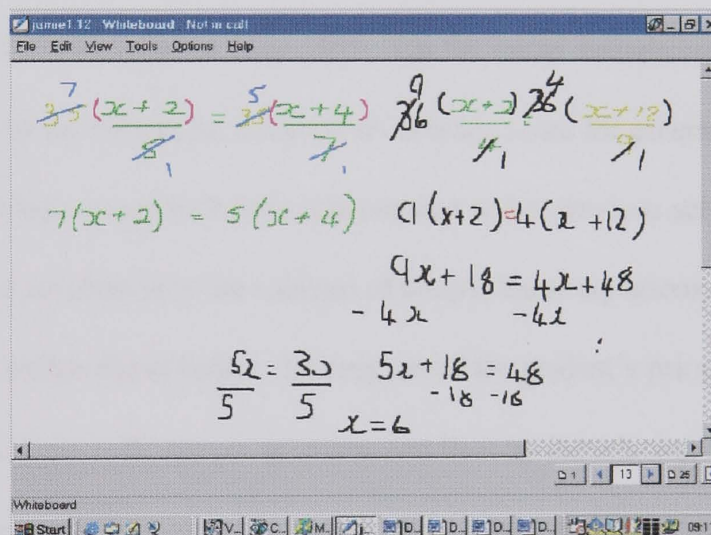 jamie1.12 - Whiteboard - Not in call
File Edit View Tools Options Help
7 5 9 4
35 (x + 2) = 35 (x + 4) 36 (x + 2) = 36 (x + 12)
5 1 7 1 4 1 9 1
7(x + 2) = 5(x + 4) 9(x + 2) = 4(x + 12)
9x + 18 = 4x + 48
- 4x - 4x
5x + 18 = 48
- 18 - 18
5x = 30
5 5
x = 6
1 13 25
Whiteboard
Start V... C... M... D... D... D... D...